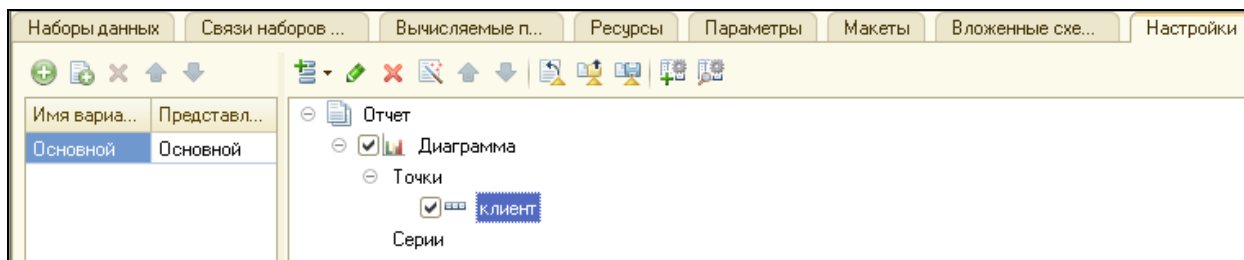 Наборы данных Связи наборов ... Вычисляемые п... Ресурсы Параметры Макеты Вложенные схе... Настройки
Имя вариа... Представл...
Основной Основной
Отчет
Диаграмма
Точки
клиент
Серии